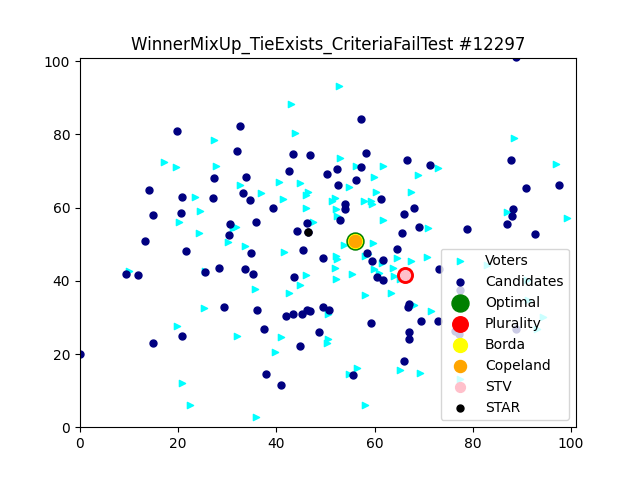 WinnerMixUp_TieExists_CriteriaFailTest #12297
100
80
60
40
20
0
0
20
40
60
80
100
Voters
Candidates
Optimal
Plurality
Borda
Copeland
STV
STAR